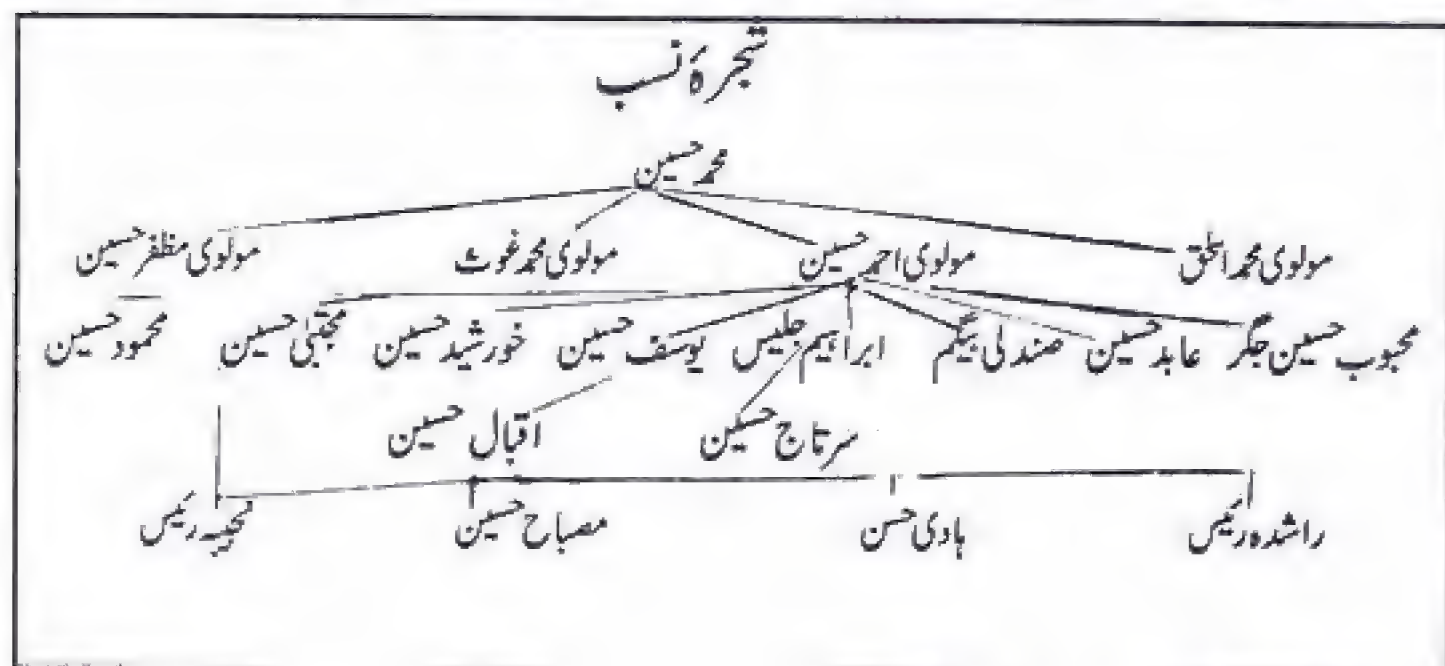 شجرۂ نسب
محمد حسین
مولوی محمد اسحٰق مولوی احمد حسین مولوی محمد غوث مولوی مظفر حسین
محبوب حسین جگر عابد حسین صندلی بیگم ابراہیم جلیس یوسف حسین خورشید حسین مجتبیٰ حسین محمود حسین
سرتاج حسین اقبال حسین
راشدہ رئیس ہادی حسن مصباح حسین نجیبہ رئیس